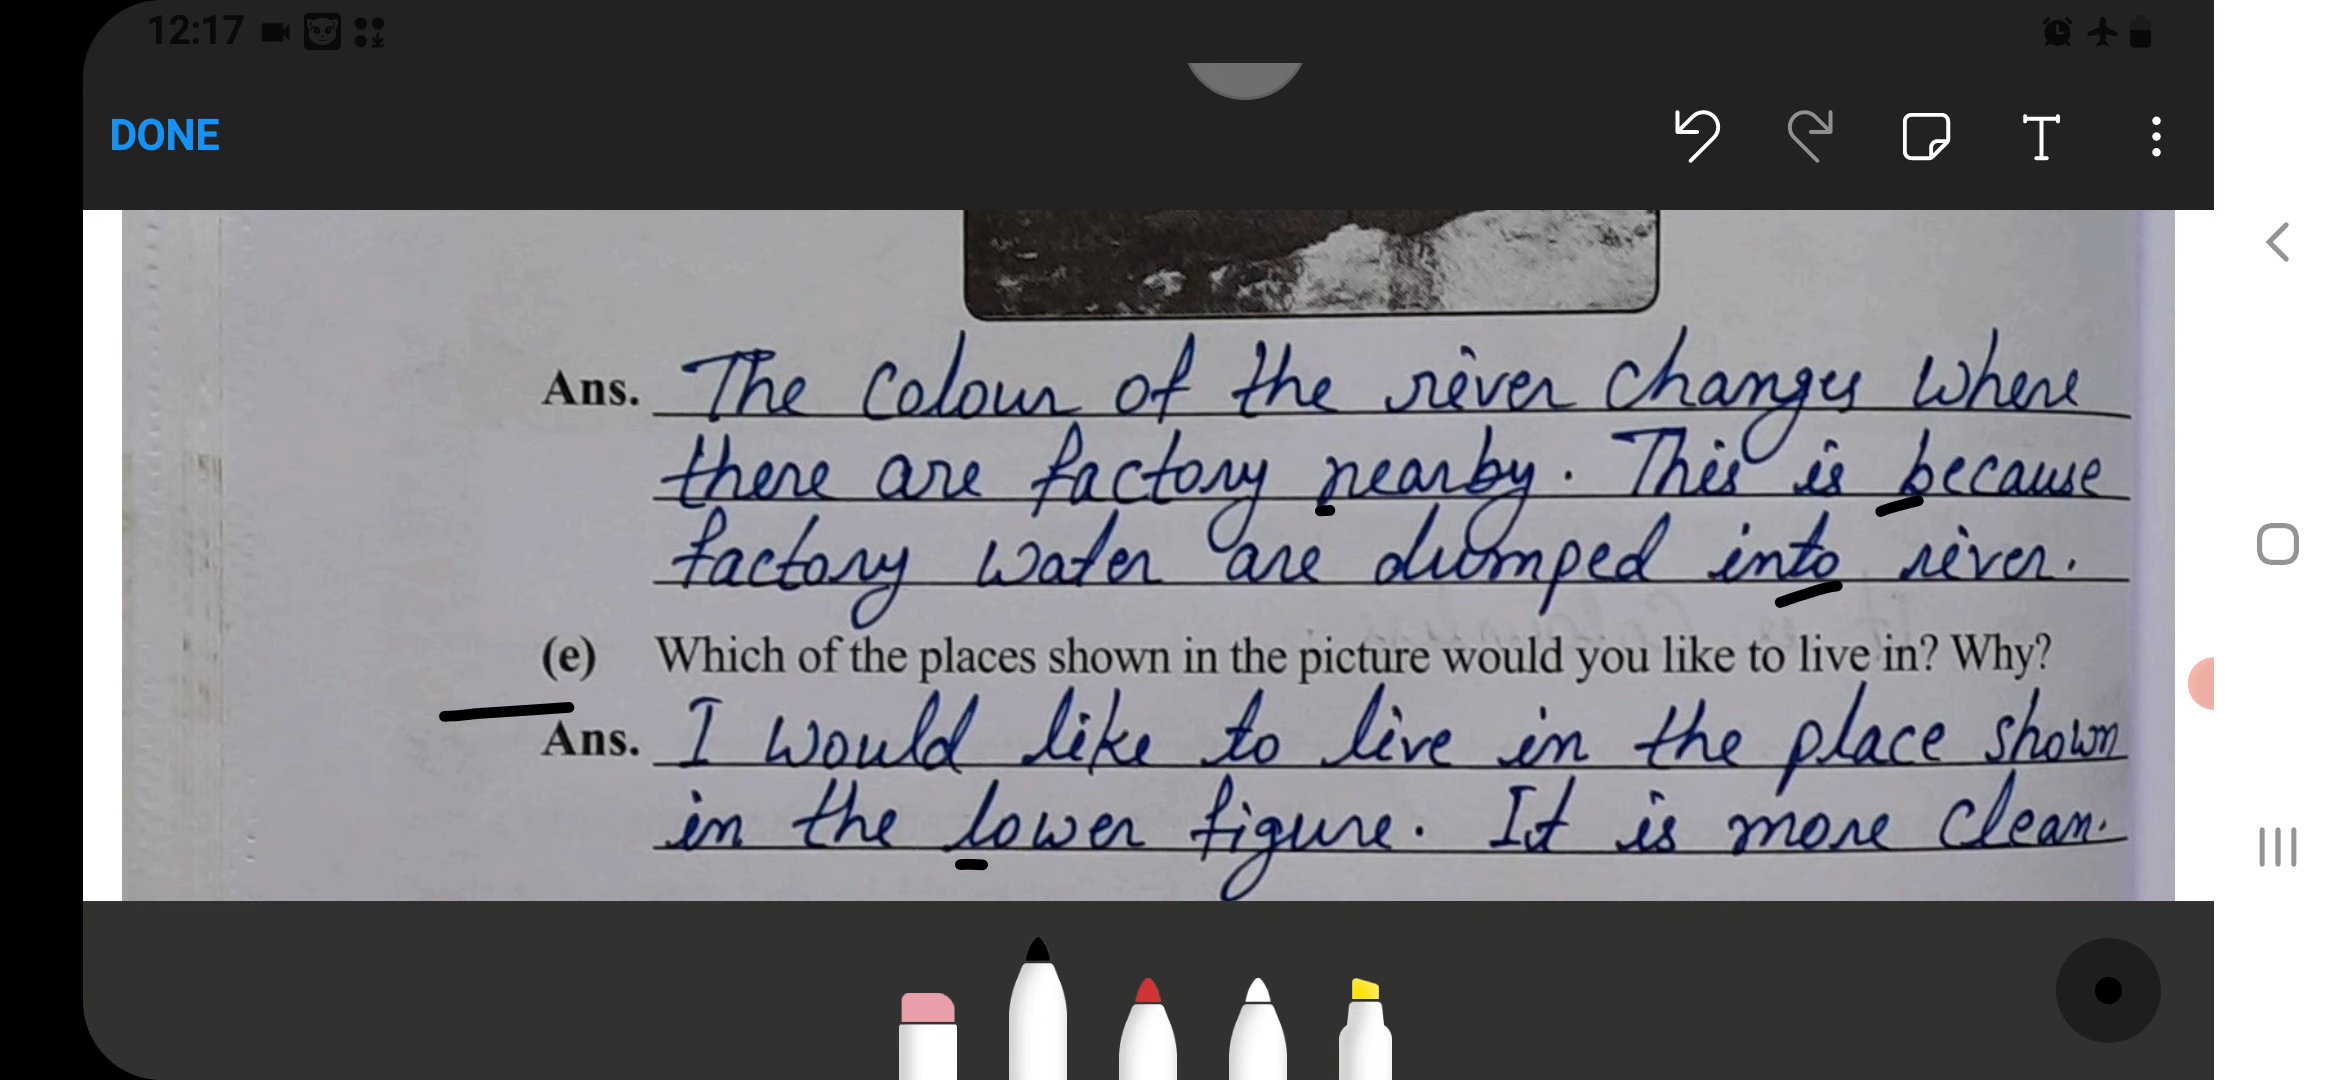 12:17
DONE
T
Ans. The colour of the river changes where
there are factory nearby. This is because
factory water are dumped into river.
(e) Which of the places shown in the picture would you like to live in? Why?
Ans. I would like to live in the place shown
in the lower figure. It is more clean.